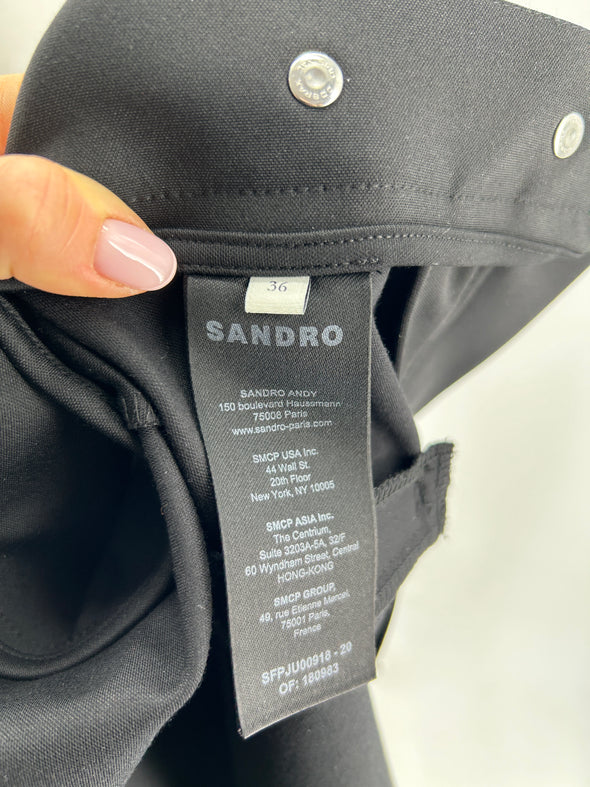 36
SANDRO
SANDRO ANDY
150 boulevard Haussmann
75008 Paris
www.sandro-paris.com
SMCP USA Inc.
44 Wall St.
20th Floor
New York, NY 10005
SMCP ASIA Inc.
The Centrium,
Suite 3203A-5A, 32/F
60 Wyndham Street, Central
HONG-KONG
SMCP GROUP,
49, rue Etienne Marcel,
75001 Paris,
France
SFPJU00918 - 20
OF: 180983